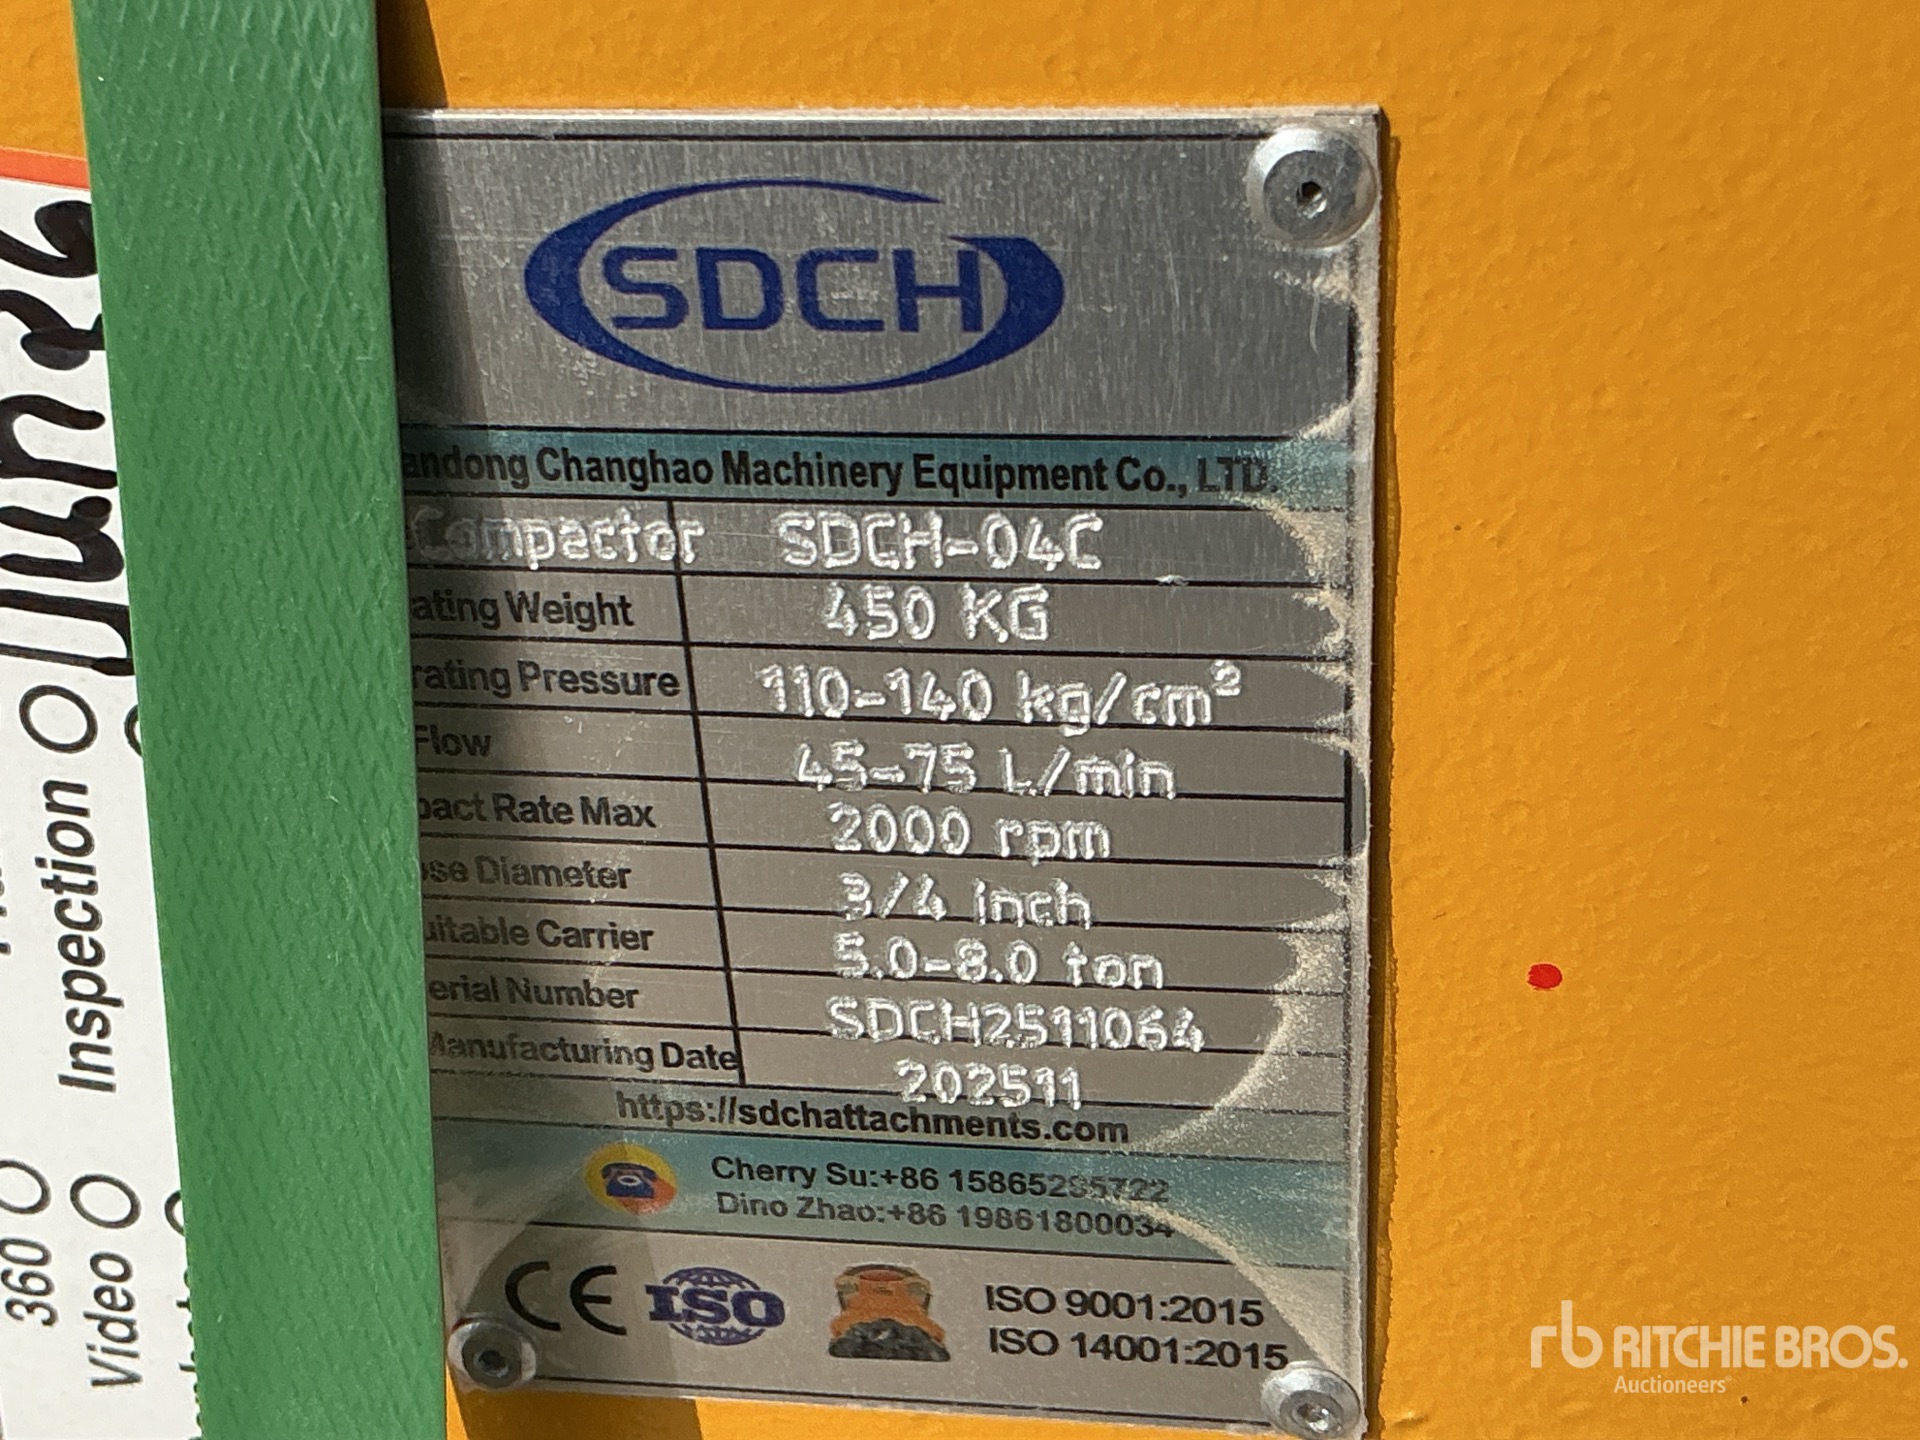 SDCH
andong Changhao Machinery Equipment Co., LTD.
Compactor SDCH-04C
ating Weight 450 KG
rating Pressure 110-140 kg/cm²
Flow 45-75 L/min
pact Rate Max 2000 rpm
ose Diameter 3/4 inch
uitable Carrier 5.0-8.0 ton
erial Number SDCH2511064
Manufacturing Date 202511
https://sdchattachments.com
Cherry Su:+86 15865295722
Dino Zhao:+86 19861800034
CE ISO ISO 9001:2015
ISO 14001:2015
Inspection
360
Video
rb RITCHIE BROS.
Auctioneers